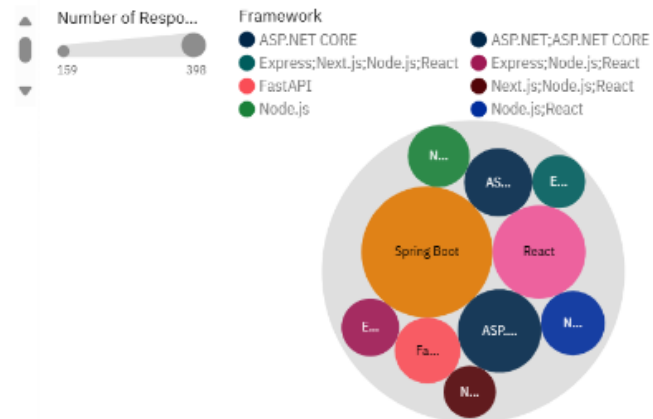 Number of Respo...
159
398
Framework
ASP.NET CORE
ASP.NET;ASP.NET CORE
Express;Next.js;Node.js;React
Express;Node.js;React
FastAPI
Next.js;Node.js;React
Node.js
Node.js;React
N...
AS...
E...
Spring Boot
React
E...
Fa...
ASP....
N...
N...